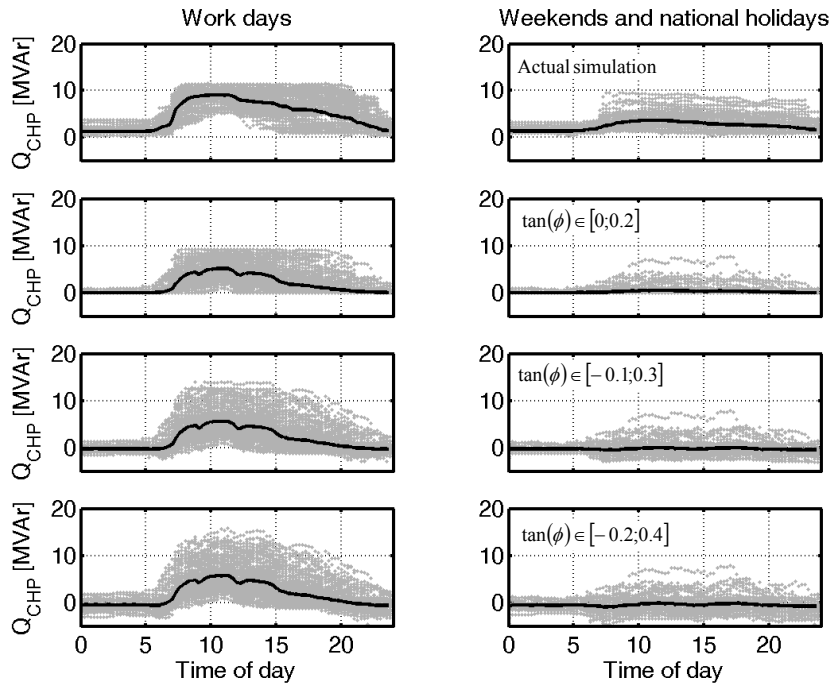 Work days
Weekends and national holidays
Q_CHP [MVAr]
20
10
0
20
10
0
Actual simulation
Q_CHP [MVAr]
20
10
0
20
10
0
tan(ϕ) ∈ [0;0.2]
Q_CHP [MVAr]
20
10
0
20
10
0
tan(ϕ) ∈ [− 0.1;0.3]
Q_CHP [MVAr]
20
10
0
20
10
0
tan(ϕ) ∈ [− 0.2;0.4]
0 5 10 15 20
0 5 10 15 20
Time of day
Time of day